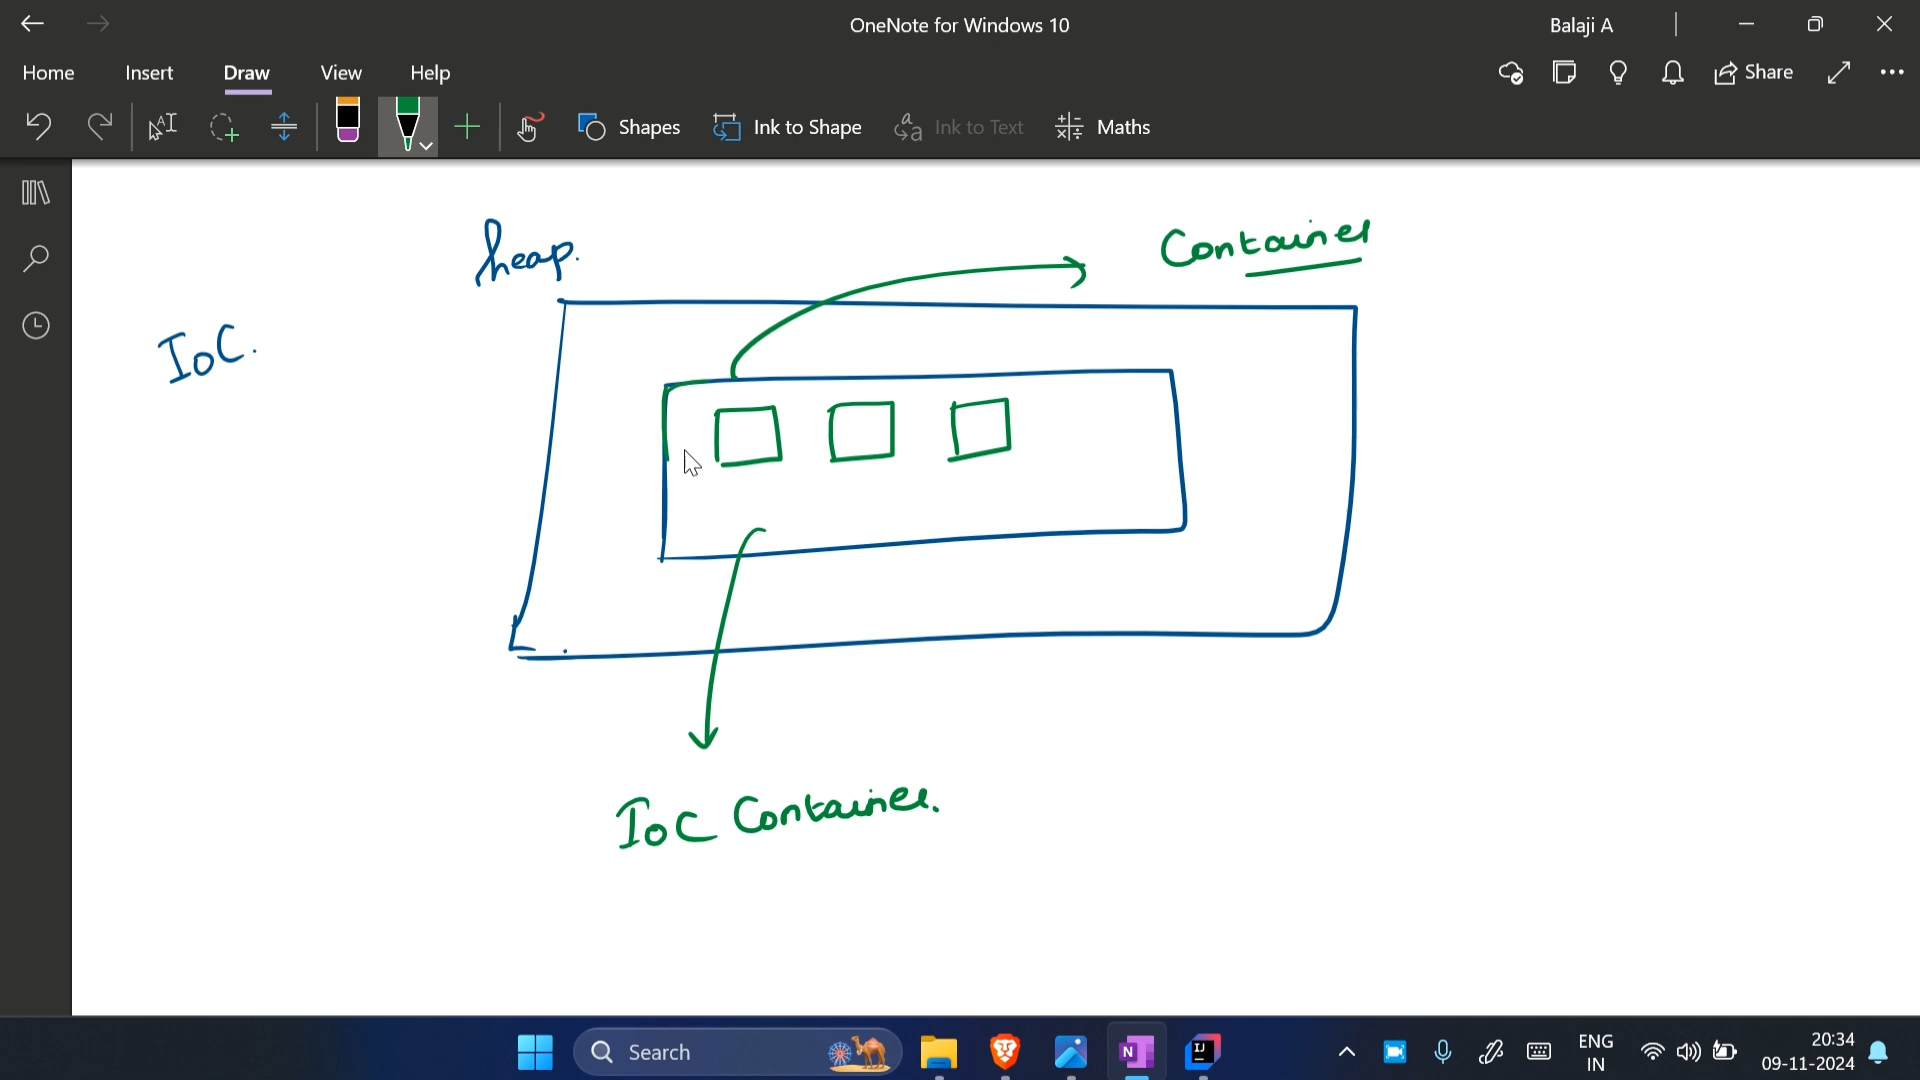 OneNote for Windows 10
Balaji A
Home Insert Draw View Help
Share
Shapes Ink to Shape Ink to Text Maths
heap.
Container
IoC.
IoC Container.
Search
ENG
IN
20:34
09-11-2024